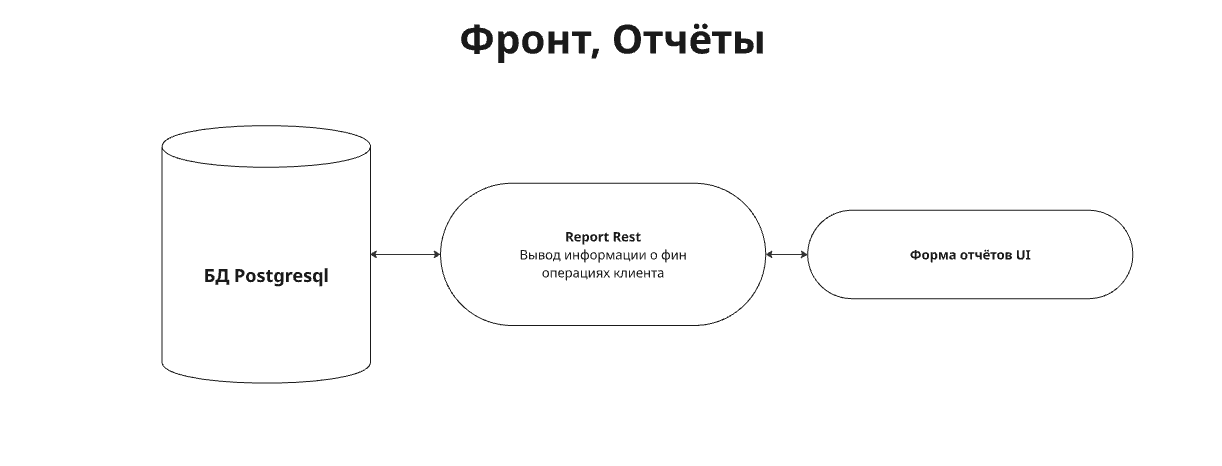 Фронт, Отчёты
БД Postgresql
Report Rest
Вывод информации о фин
операциях клиента
Форма отчётов UI